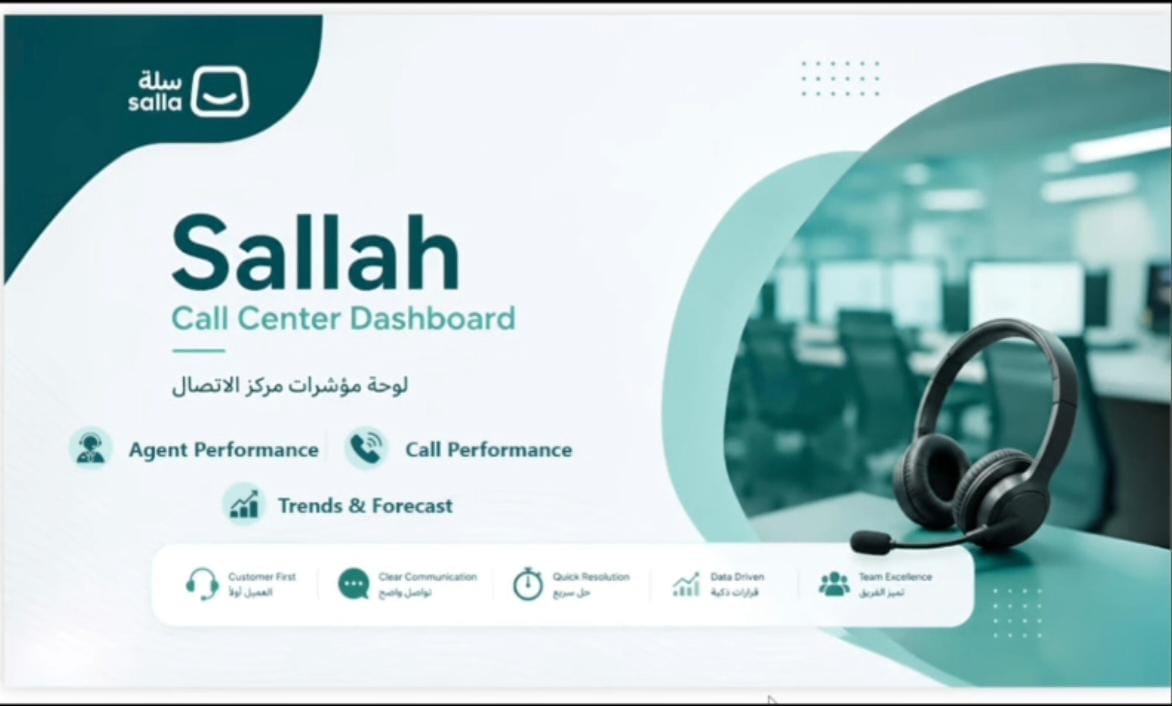 سلة
salla
Sallah
Call Center Dashboard
لوحة مؤشرات مركز الاتصال
Agent Performance
Call Performance
Trends & Forecast
Customer First
العميل أولاً
Clear Communication
تواصل واضح
Quick Resolution
حل سريع
Data Driven
قرارات ذكية
Team Excellence
تميز الفريق